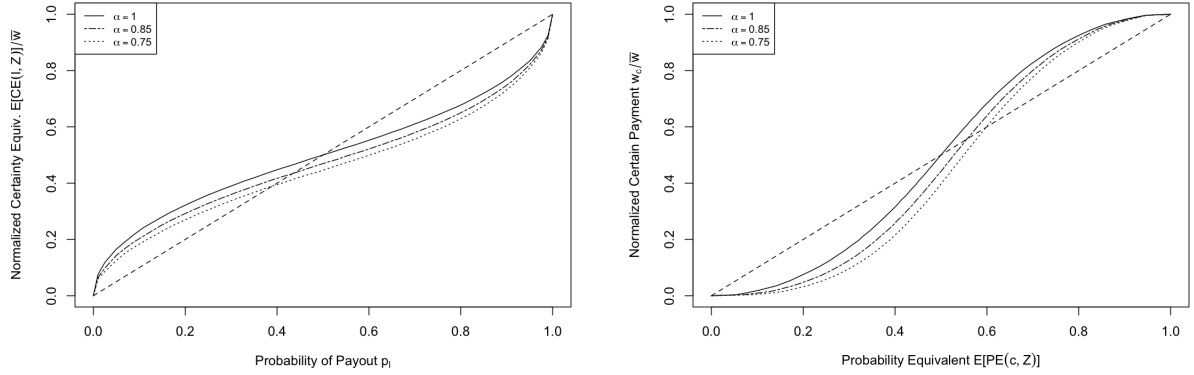 α = 1
α = 0.85
α = 0.75
Normalized Certainty Equiv. E[CE(l, Z)]/w̅
1.0
0.8
0.6
0.4
0.2
0.0
0.0 0.2 0.4 0.6 0.8 1.0
Probability of Payout pₗ
α = 1
α = 0.85
α = 0.75
Normalized Certain Payment w_c/w̅
1.0
0.8
0.6
0.4
0.2
0.0
0.0 0.2 0.4 0.6 0.8 1.0
Probability Equivalent E[PE(c, Z)]